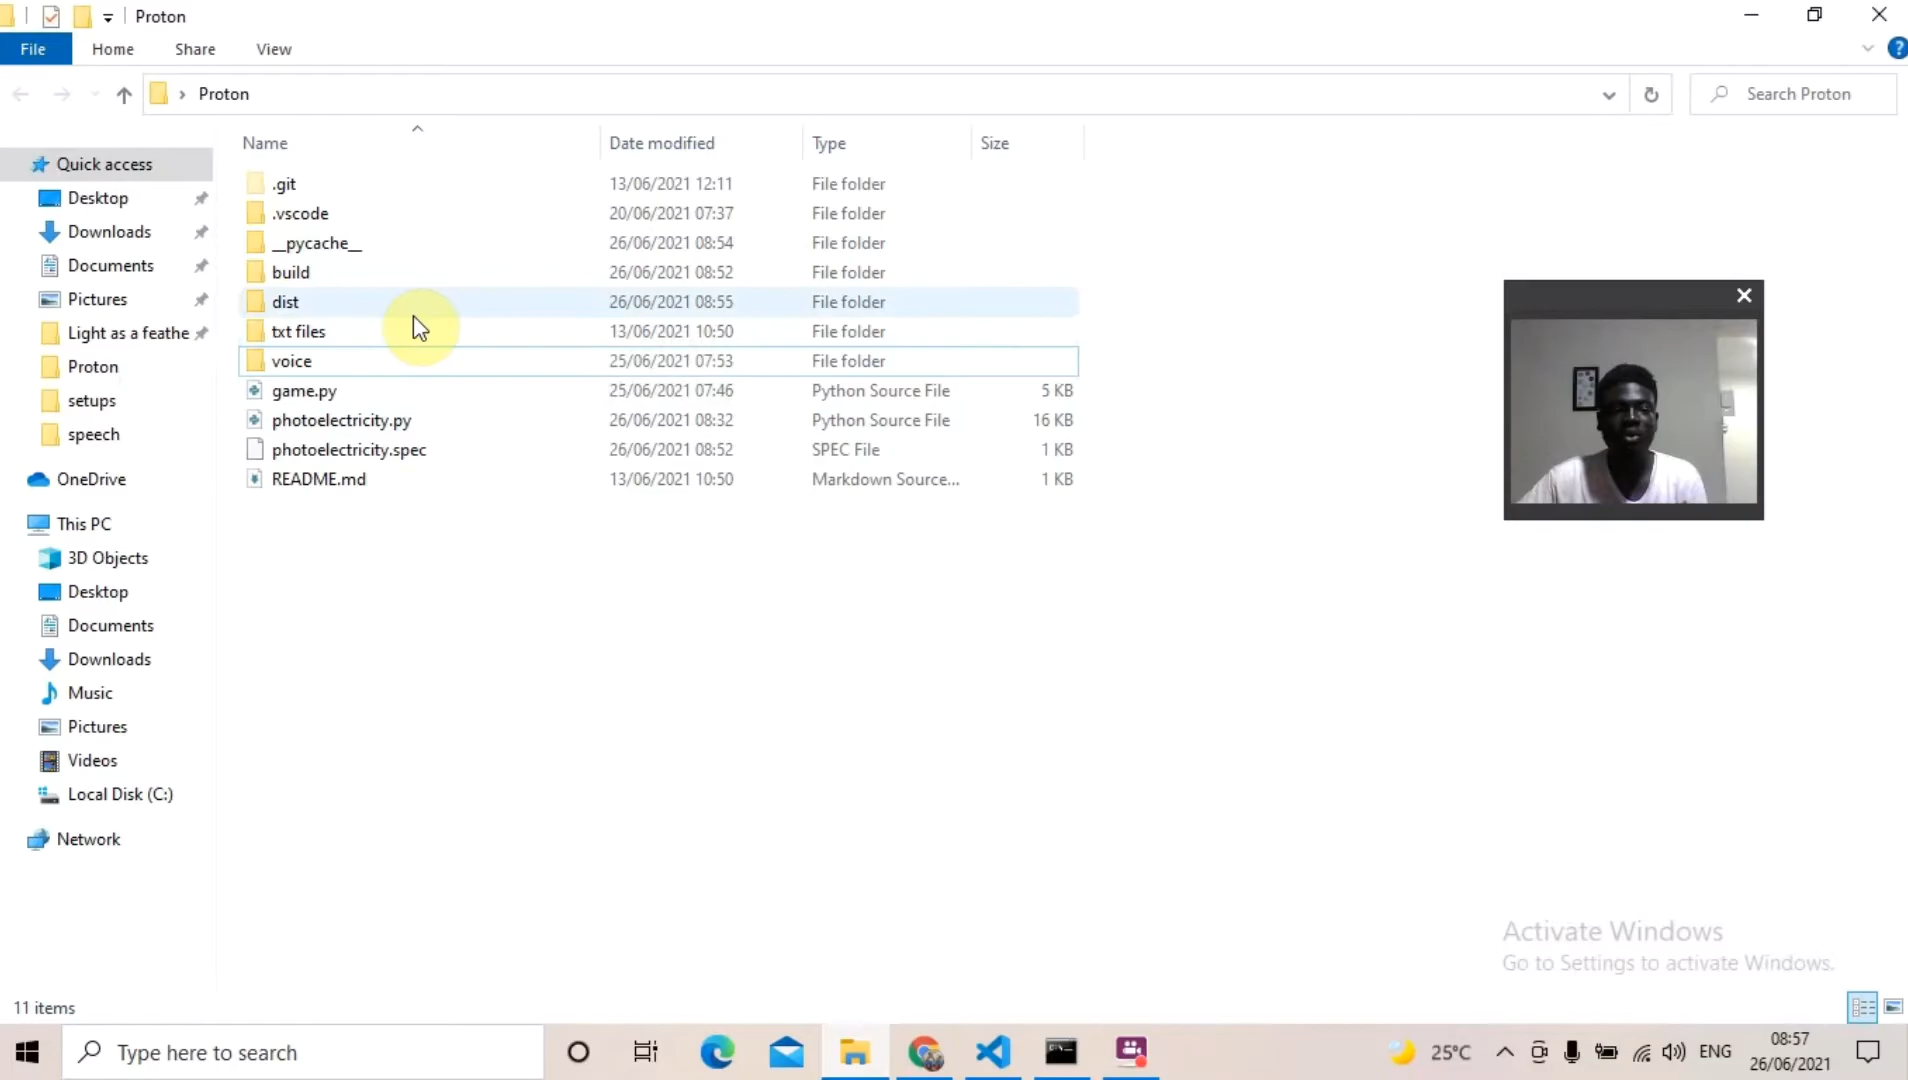 Proton
File Home Share View
Proton
Search Proton
Name Date modified Type Size
Quick access
Desktop
Downloads
Documents
Pictures
Light as a feathe
Proton
setups
speech
OneDrive
This PC
3D Objects
Desktop
Documents
Downloads
Music
Pictures
Videos
Local Disk (C:)
Network
.git 13/06/2021 12:11 File folder
.vscode 20/06/2021 07:37 File folder
__pycache__ 26/06/2021 08:54 File folder
build 26/06/2021 08:52 File folder
dist 26/06/2021 08:55 File folder
txt files 13/06/2021 10:50 File folder
voice 25/06/2021 07:53 File folder
game.py 25/06/2021 07:46 Python Source File 5 KB
photoelectricity.py 26/06/2021 08:32 Python Source File 16 KB
photoelectricity.spec 26/06/2021 08:52 SPEC File 1 KB
README.md 13/06/2021 10:50 Markdown Source... 1 KB
Activate Windows
Go to Settings to activate Windows.
11 items
Type here to search
25°C
ENG
08:57
26/06/2021